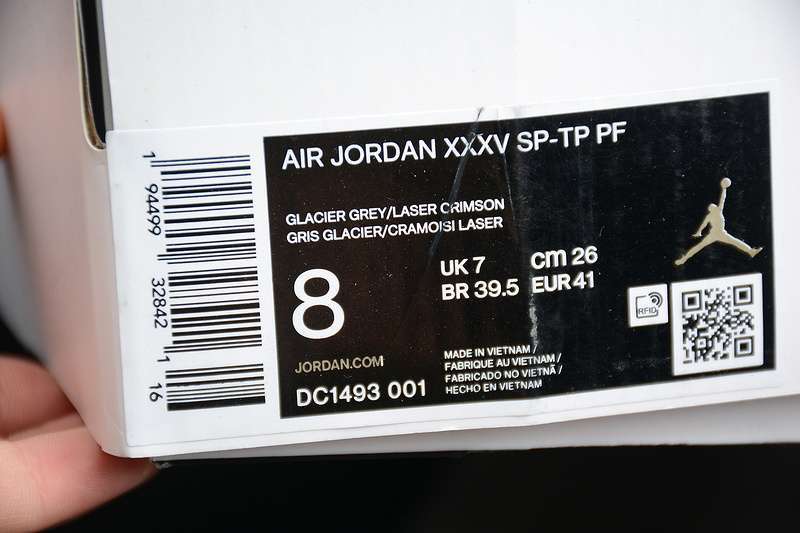 AIR JORDAN XXXV SP-TP PF
GLACIER GREY/LASER CRIMSON
GRIS GLACIER/CRAMOISI LASER
8
UK 7
cm 26
BR 39.5
EUR 41
RFID
JORDAN.COM
DC1493 001
MADE IN VIETNAM /
FABRIQUE AU VIETNAM /
FABRICADO NO VIETNÃ /
HECHO EN VIETNAM
1 94499 32842 1
16